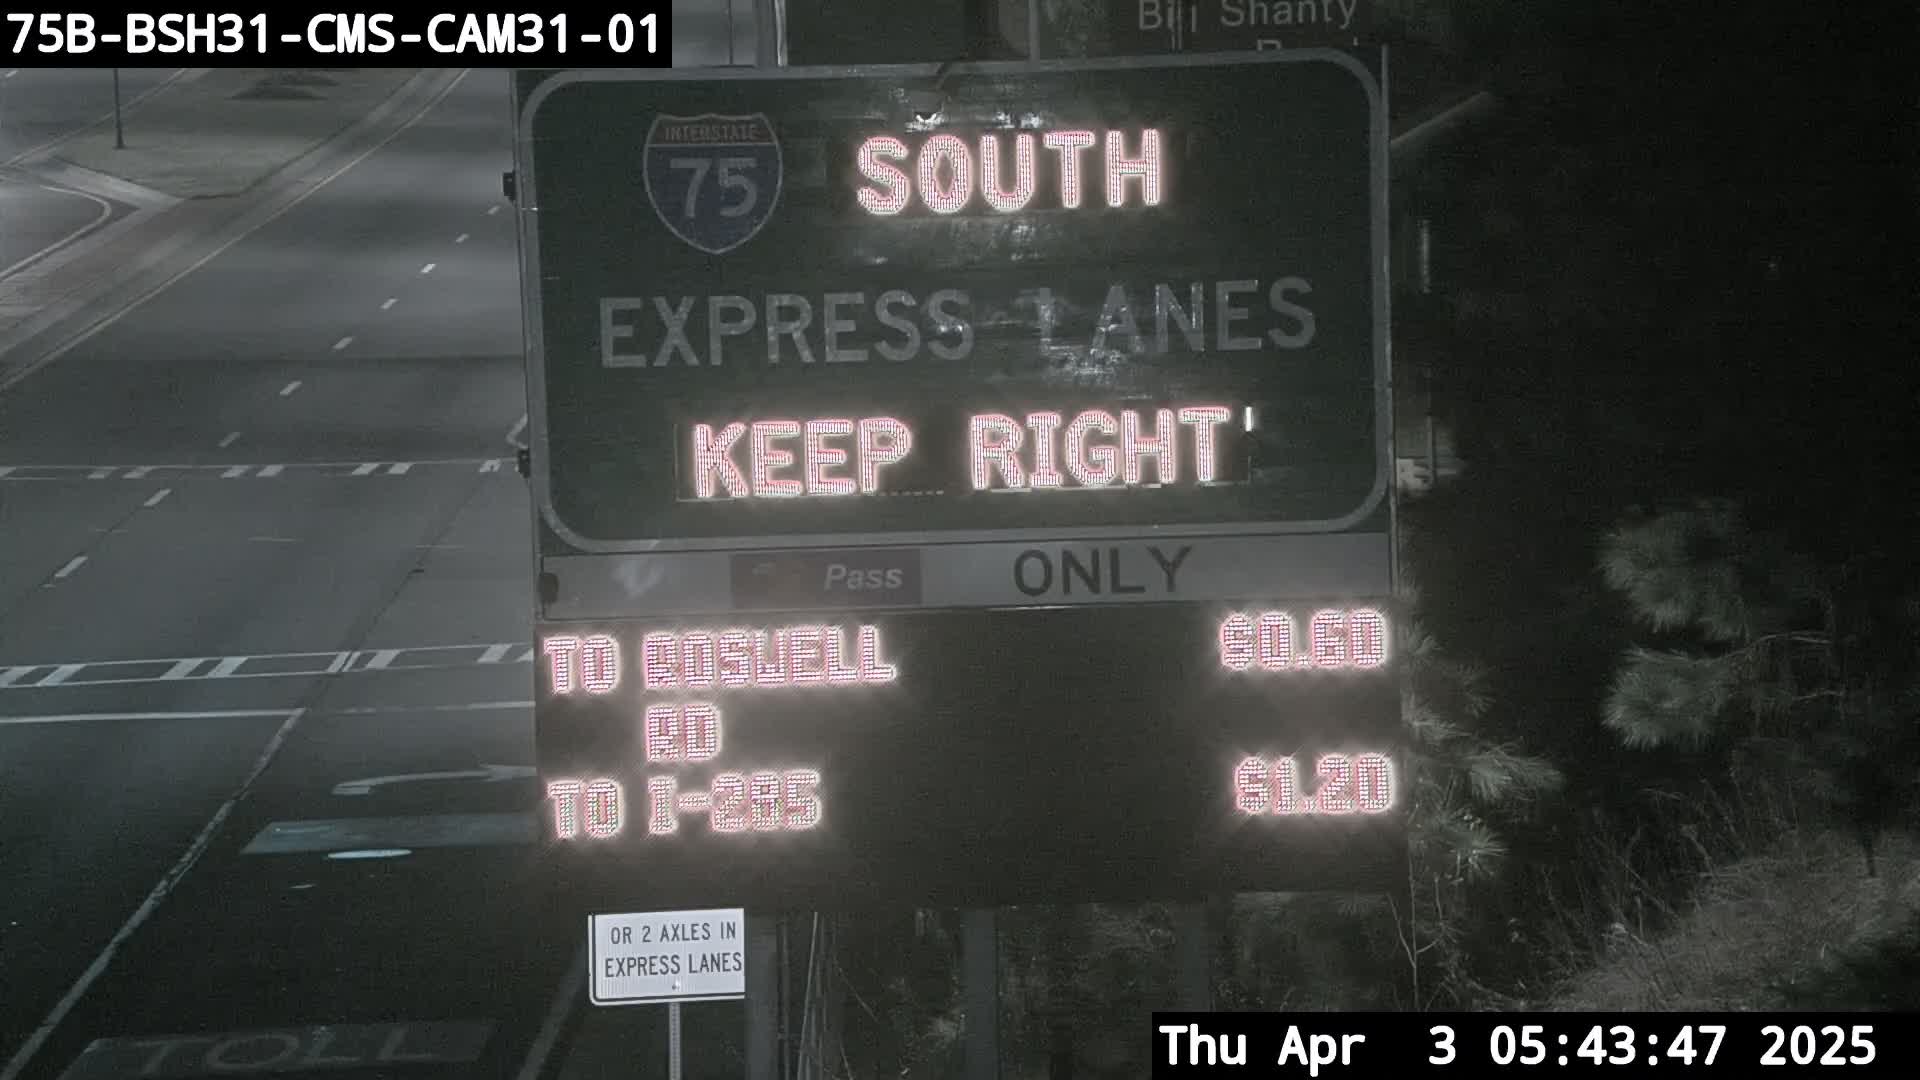 75B-BSH31-CMS-CAM31-01
Bill Shanty
INTERSTATE
75
SOUTH
EXPRESS LANES
KEEP RIGHT
Pass ONLY
TO ROSWELL $0.60
RD
TO I-285 $1.20
OR 2 AXLES IN
EXPRESS LANES
TOLL
Thu Apr 3 05:43:47 2025